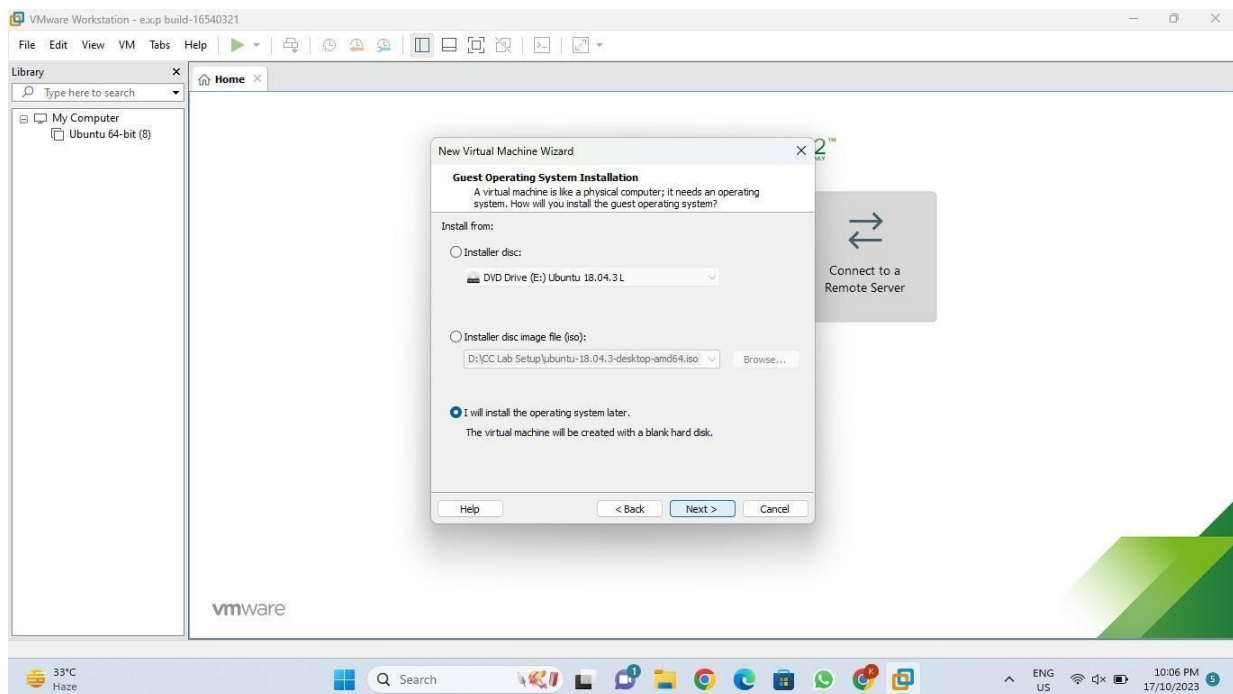 VMware Workstation - e.x.p build-16540321
File Edit View VM Tabs Help
Library
Home
Type here to search
My Computer
Ubuntu 64-bit (8)
2™
New Virtual Machine Wizard
Guest Operating System Installation
A virtual machine is like a physical computer; it needs an operating
system. How will you install the guest operating system?
Install from:
Installer disc:
DVD Drive (E:) Ubuntu 18.04.3 L
Installer disc image file (iso):
D:\CC Lab Setup\ubuntu-18.04.3-desktop-amd64.iso
Browse...
I will install the operating system later.
The virtual machine will be created with a blank hard disk.
Help
< Back
Next >
Cancel
Connect to a
Remote Server
vmware
33°C
Haze
Search
1
K
ENG
US
10:06 PM
17/10/2023
5